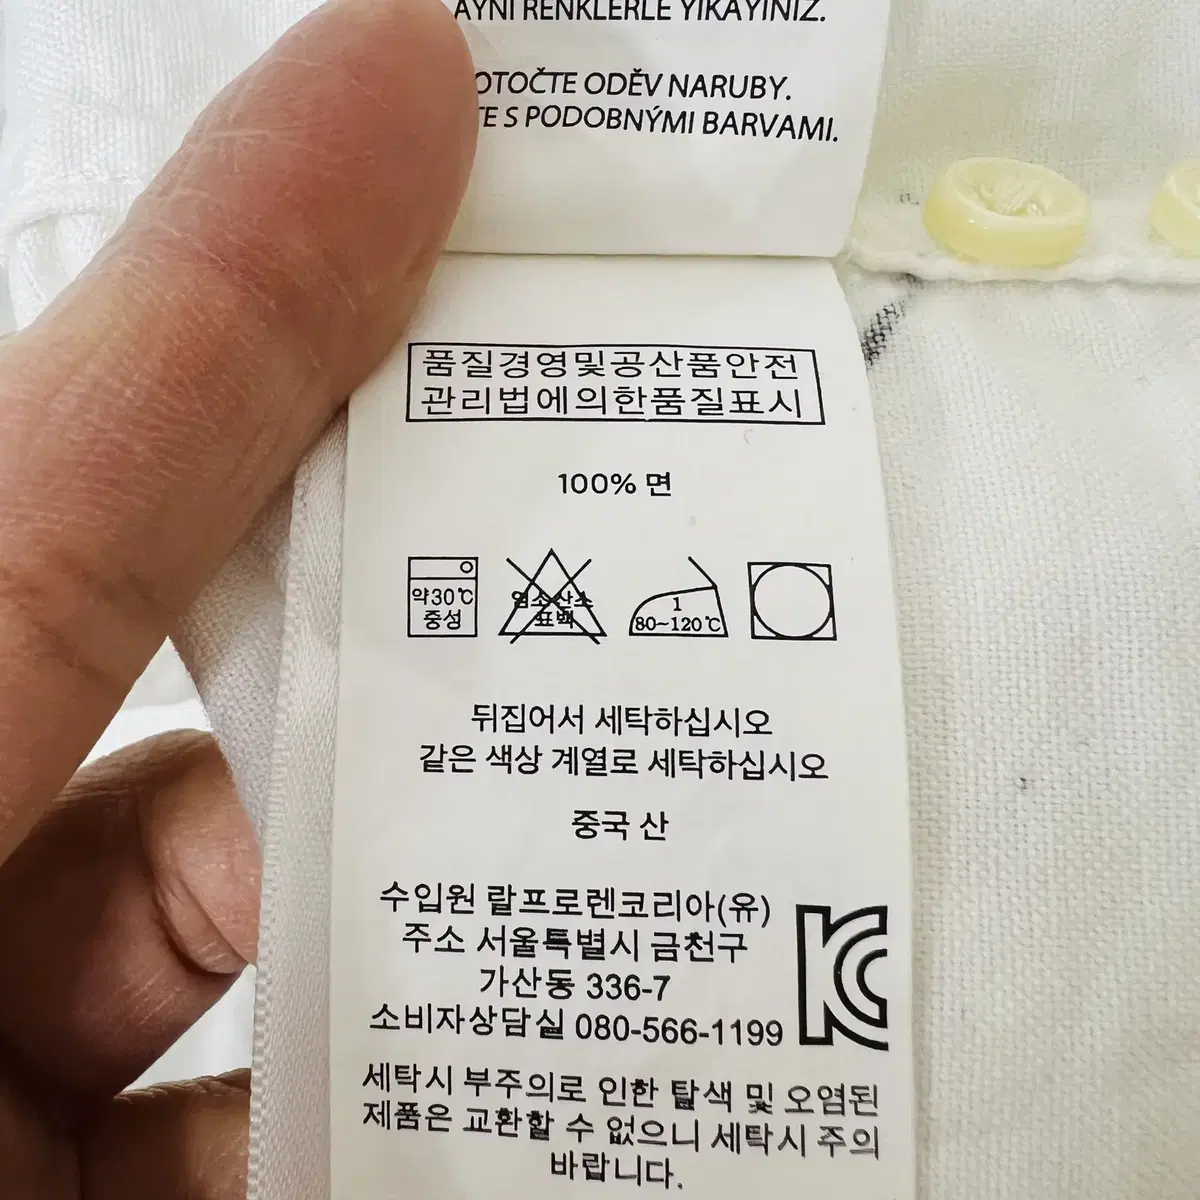 AYNI RENKLERLE YIKAYINIZ.
OTOČTE ODĚV NARUBY.
TE S PODOBNÝMI BARVAMI.
품질경영및공산품안전
관리법에의한품질표시
100% 면
약30℃
중성
염소 산소
표백
1
80~120℃
뒤집어서 세탁하십시오
같은 색상 계열로 세탁하십시오
중국 산
수입원 랄프로렌코리아(유)
주소 서울특별시 금천구
가산동 336-7
소비자상담실 080-566-1199
KC
세탁시 부주의로 인한 탈색 및 오염된
제품은 교환할 수 없으니 세탁시 주의
바랍니다.